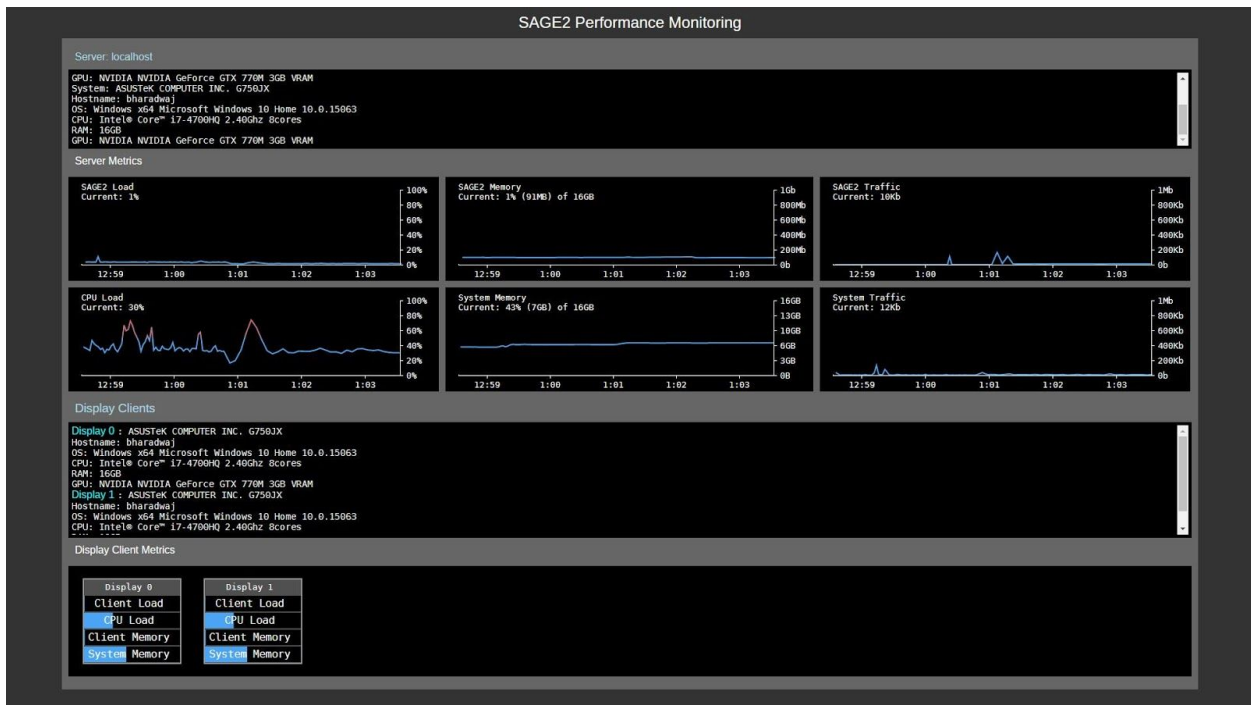 SAGE2 Performance Monitoring
Server: localhost
GPU: NVIDIA NVIDIA GeForce GTX 770M 3GB VRAM
System: ASUSTeK COMPUTER INC. G750JX
Hostname: bharadwaj
OS: Windows x64 Microsoft Windows 10 Home 10.0.15063
CPU: Intel® Core™ i7-4700HQ 2.40Ghz 8cores
RAM: 16GB
GPU: NVIDIA NVIDIA GeForce GTX 770M 3GB VRAM
Server Metrics
SAGE2 Load
Current: 1%
100%
80%
60%
40%
20%
0%
12:59 1:00 1:01 1:02 1:03
SAGE2 Memory
Current: 1% (91MB) of 16GB
1Gb
800Mb
600Mb
400Mb
200Mb
0b
12:59 1:00 1:01 1:02 1:03
SAGE2 Traffic
Current: 10Kb
1Mb
800Kb
600Kb
400Kb
200Kb
0b
12:59 1:00 1:01 1:02 1:03
CPU Load
Current: 30%
100%
80%
60%
40%
20%
0%
12:59 1:00 1:01 1:02 1:03
System Memory
Current: 43% (7GB) of 16GB
16GB
13GB
10GB
6GB
3GB
0B
12:59 1:00 1:01 1:02 1:03
System Traffic
Current: 12Kb
1Mb
800Kb
600Kb
400Kb
200Kb
0b
12:59 1:00 1:01 1:02 1:03
Display Clients
Display 0 : ASUSTeK COMPUTER INC. G750JX
Hostname: bharadwaj
OS: Windows x64 Microsoft Windows 10 Home 10.0.15063
CPU: Intel® Core™ i7-4700HQ 2.40Ghz 8cores
RAM: 16GB
GPU: NVIDIA NVIDIA GeForce GTX 770M 3GB VRAM
Display 1 : ASUSTeK COMPUTER INC. G750JX
Hostname: bharadwaj
OS: Windows x64 Microsoft Windows 10 Home 10.0.15063
CPU: Intel® Core™ i7-4700HQ 2.40Ghz 8cores
Display Client Metrics
Display 0
Client Load
CPU Load
Client Memory
System Memory
Display 1
Client Load
CPU Load
Client Memory
System Memory